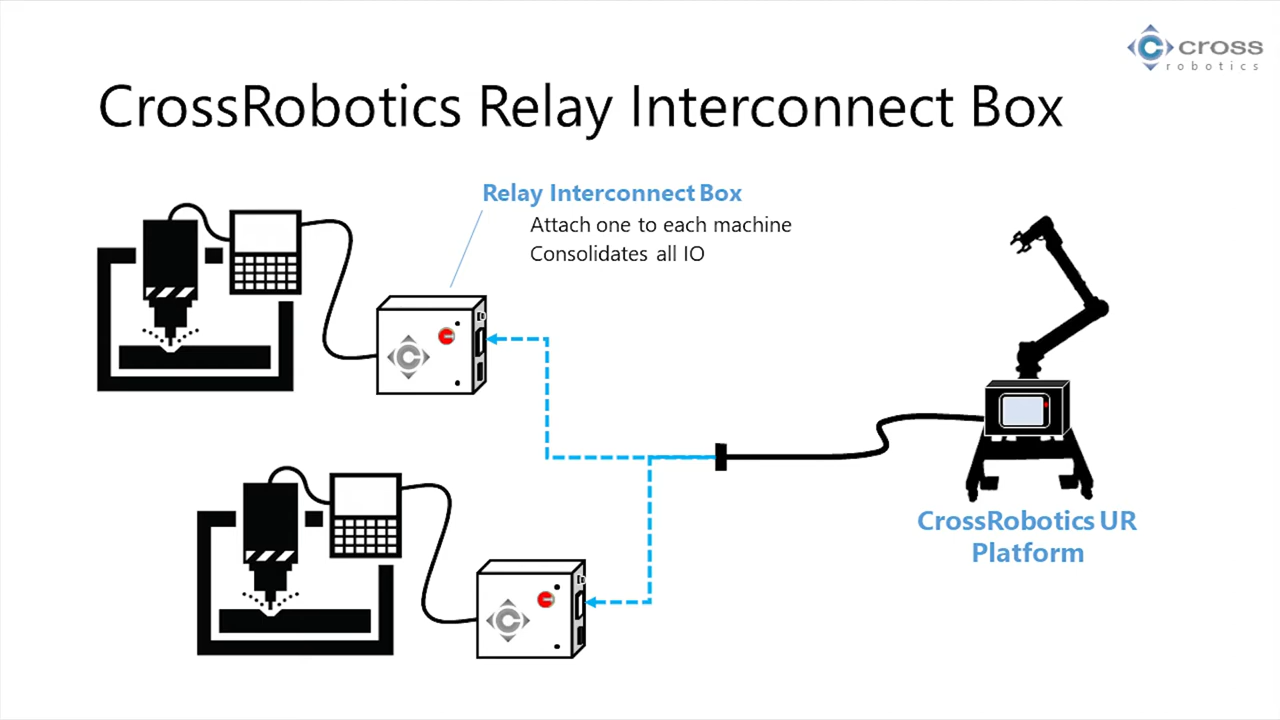 cross
robotics
CrossRobotics Relay Interconnect Box
Relay Interconnect Box
Attach one to each machine
Consolidates all IO
CrossRobotics UR
Platform